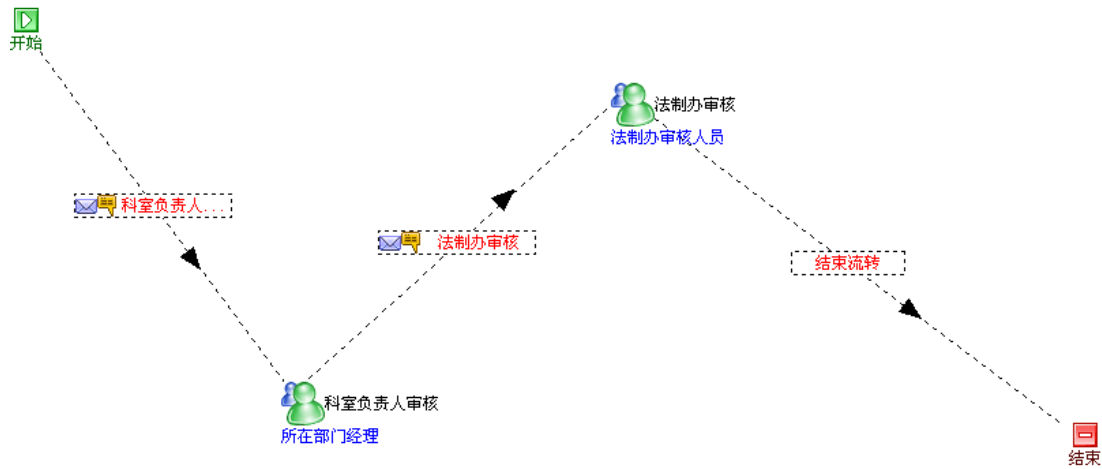 开始
科室负责人...
科室负责人审核
所在部门经理
法制办审核
法制办审核
法制办审核人员
结束流转
结束